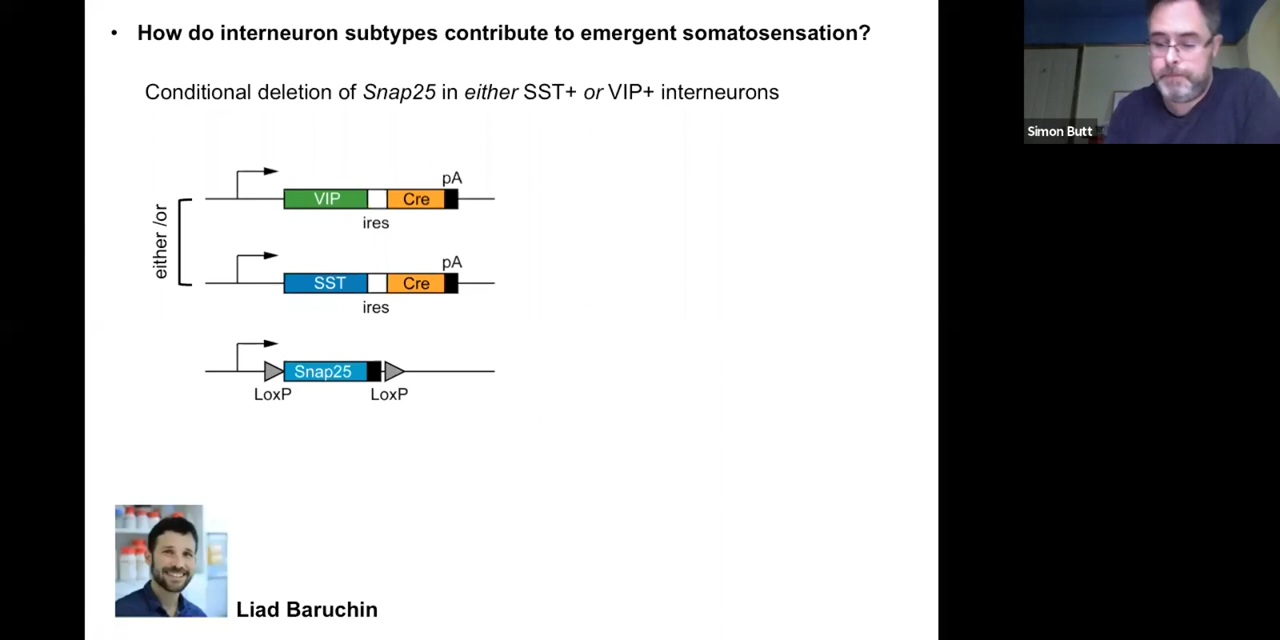 • How do interneuron subtypes contribute to emergent somatosensation?
Conditional deletion of Snap25 in either SST+ or VIP+ interneurons
Simon Butt
either /or
pA
VIP
Cre
ires
pA
SST
Cre
ires
Snap25
LoxP
LoxP
Liad Baruchin